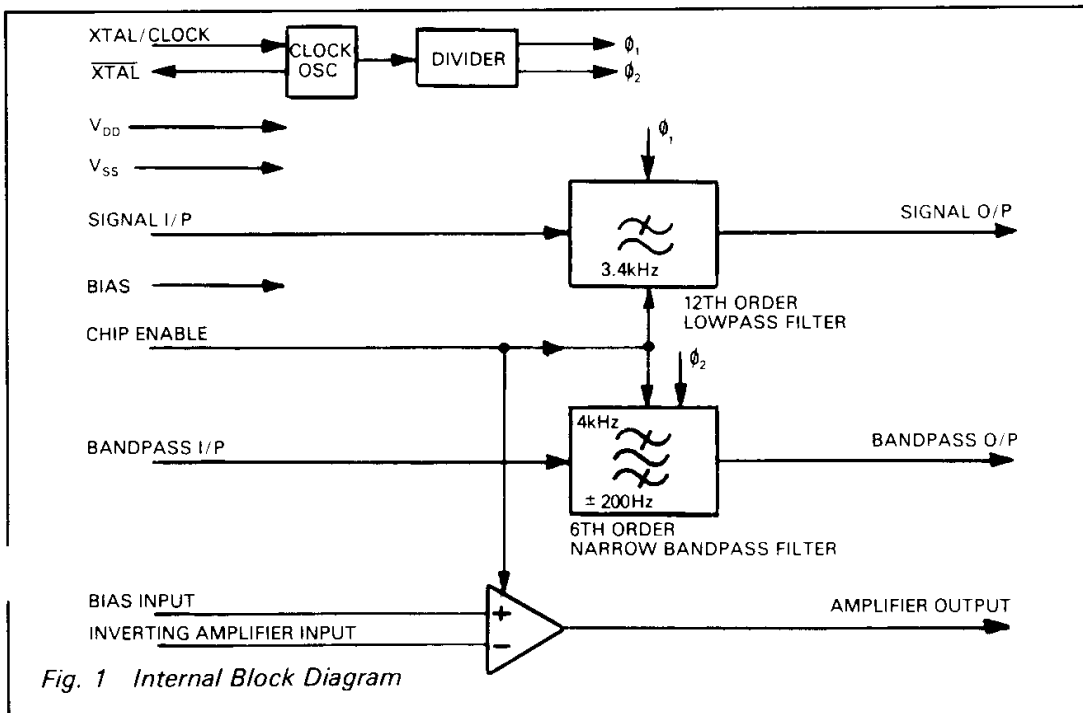 XTAL/CLOCK
XTAL
CLOCK
OSC
DIVIDER
ϕ1
ϕ2
VDD
VSS
ϕ1
SIGNAL I/P
3.4kHz
SIGNAL O/P
BIAS
12TH ORDER
LOWPASS FILTER
CHIP ENABLE
ϕ2
BANDPASS I/P
4kHz
± 200Hz
BANDPASS O/P
6TH ORDER
NARROW BANDPASS FILTER
BIAS INPUT
+
INVERTING AMPLIFIER INPUT
−
AMPLIFIER OUTPUT
Fig. 1 Internal Block Diagram